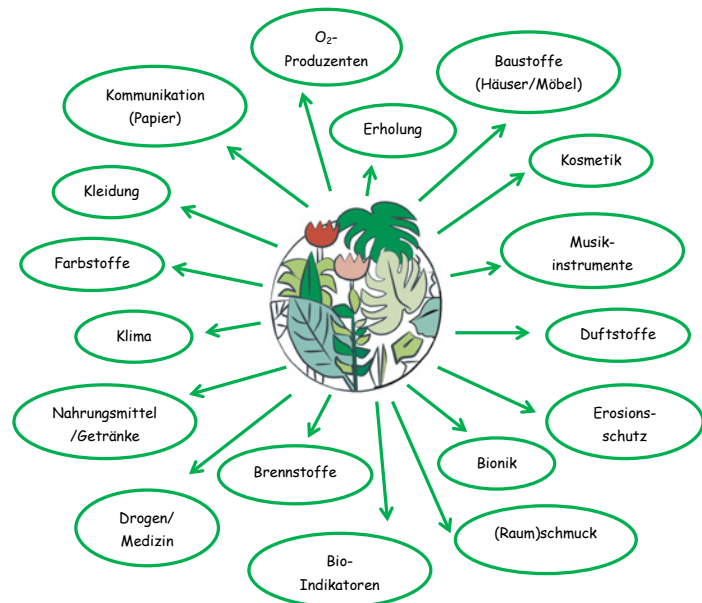 O₂-
Produzenten
Baustoffe
(Häuser/Möbel)
Kommunikation
(Papier)
Erholung
Kosmetik
Kleidung
Musik-
instrumente
Farbstoffe
Klima
Duftstoffe
Nahrungsmittel
/Getränke
Erosions-
schutz
Brennstoffe
Bionik
Drogen/
Medizin
(Raum)schmuck
Bio-
Indikatoren